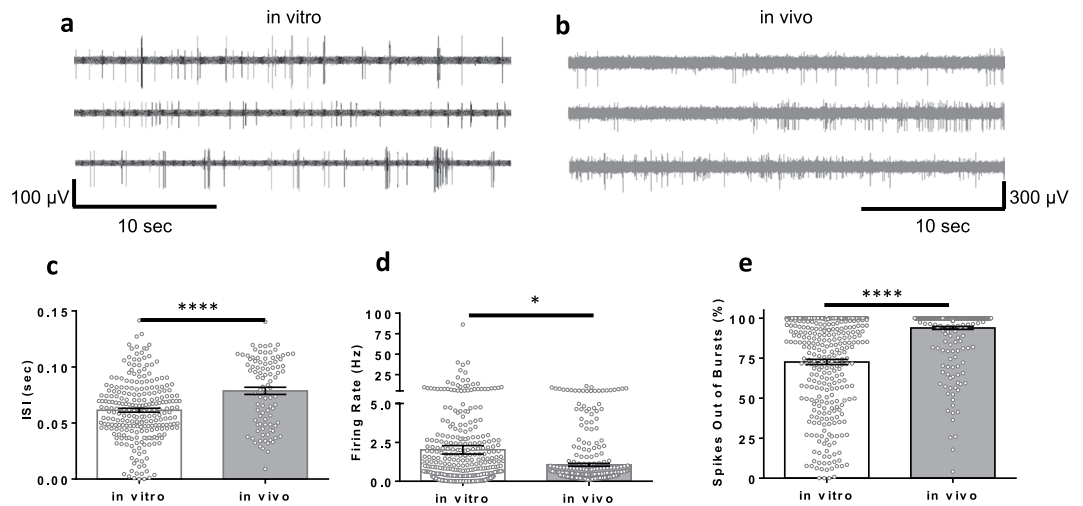 a
in vitro
b
in vivo
100 µV
10 sec
300 µV
10 sec
c
ISI (sec)
0.15
0.10
0.05
0.00
****
in vitro
in vivo
d
Firing Rate (Hz)
100
75
50
25
5.0
2.5
0.0
*
in vitro
in vivo
e
Spikes Out of Bursts (%)
100
75
50
25
0
****
in vitro
in vivo